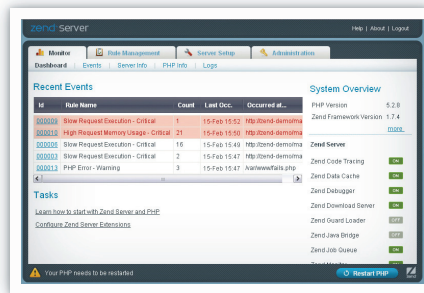 zend server
Help | About | Logout
Monitor
Rule Management
Server Setup
Administration
Dashboard | Events | Server Info | PHP Info | Logs
Recent Events
Id Rule Name Count Last Occ. Occurred at...
000009 Slow Request Execution - Critical 1 15-Feb 15:52 http://zend-demo/ma
000010 High Request Memory Usage - Critical 21 15-Feb 15:50 http://zend-demo/ma
000006 Slow Request Execution - Critical 16 15-Feb 15:49 http://zend-demo/ma
000003 Slow Request Execution - Critical 2 15-Feb 15:47 http://zend-demo/ma
000013 PHP Error - Warning 3 15-Feb 15:47 /var/www/fails.php
Tasks
Learn how to start with Zend Server and PHP
Configure Zend Server Extensions
System Overview
PHP Version 5.2.8
Zend Framework Version 1.7.4
more.
Zend Server
Zend Code Tracing ON
Zend Data Cache ON
Zend Debugger ON
Zend Download Server ON
Zend Guard Loader OFF
Zend Java Bridge OFF
Zend Job Queue ON
Zend Monitor ON
Your PHP needs to be restarted
Restart PHP
zend